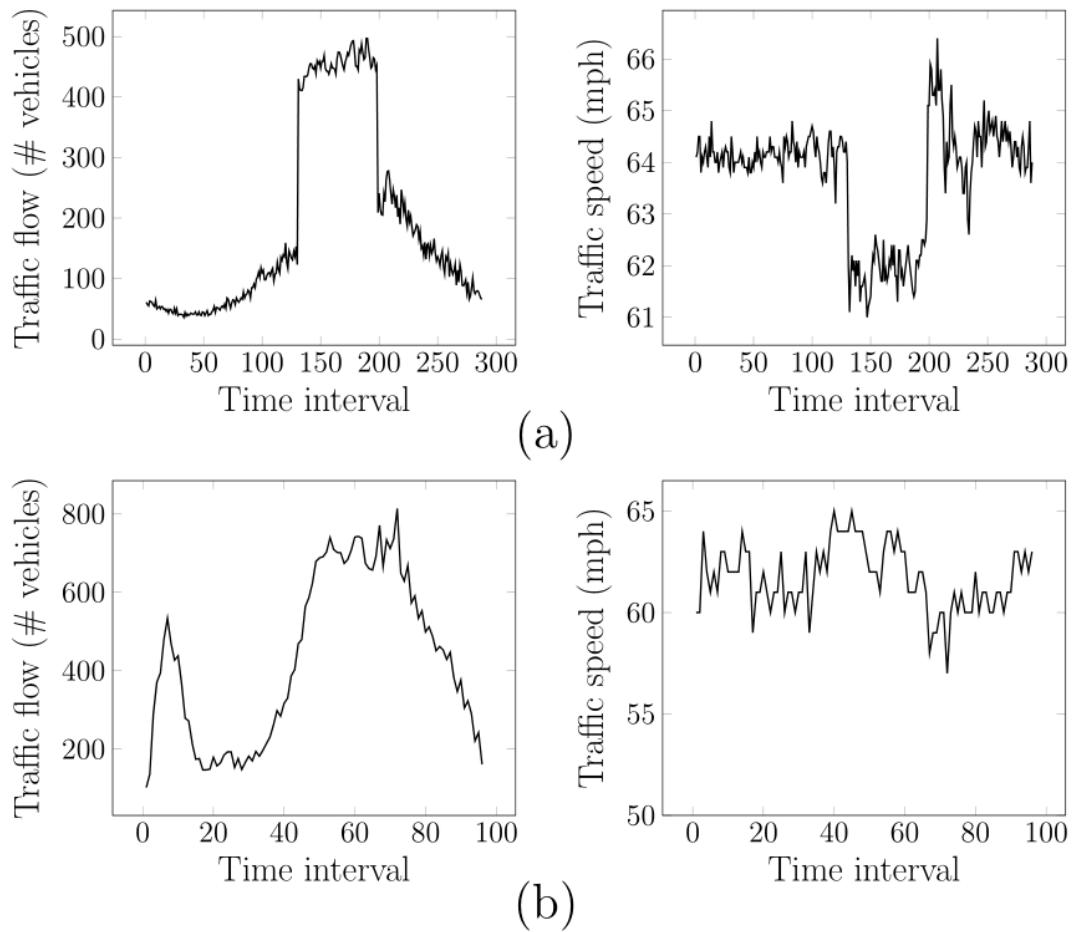 Traffic flow (# vehicles)
500
400
300
200
100
0
0 50 100 150 200 250 300
Time interval
Traffic speed (mph)
66
65
64
63
62
61
0 50 100 150 200 250 300
Time interval
(a)
Traffic flow (# vehicles)
800
600
400
200
0 20 40 60 80 100
Time interval
Traffic speed (mph)
65
60
55
50
0 20 40 60 80 100
Time interval
(b)